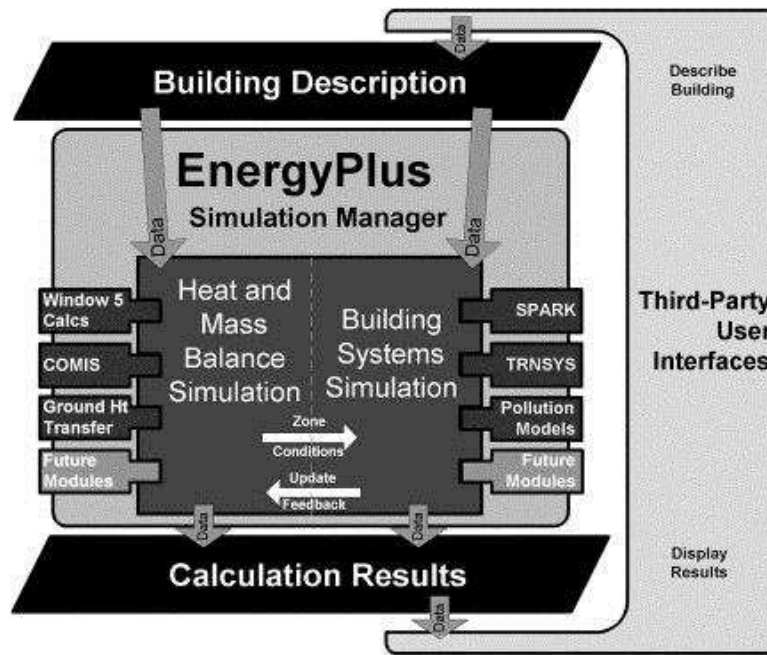 Data
Describe
Building
Building Description
EnergyPlus
Simulation Manager
Data
Data
Window 5
Calcs
COMIS
Ground Ht
Transfer
Future
Modules
Heat and
Mass
Balance
Simulation
Building
Systems
Simulation
Zone
Conditions
Update
Feedback
SPARK
TRNSYS
Pollution
Models
Future
Modules
Third-Party
User
Interfaces
Data
Data
Calculation Results
Display
Results
Data